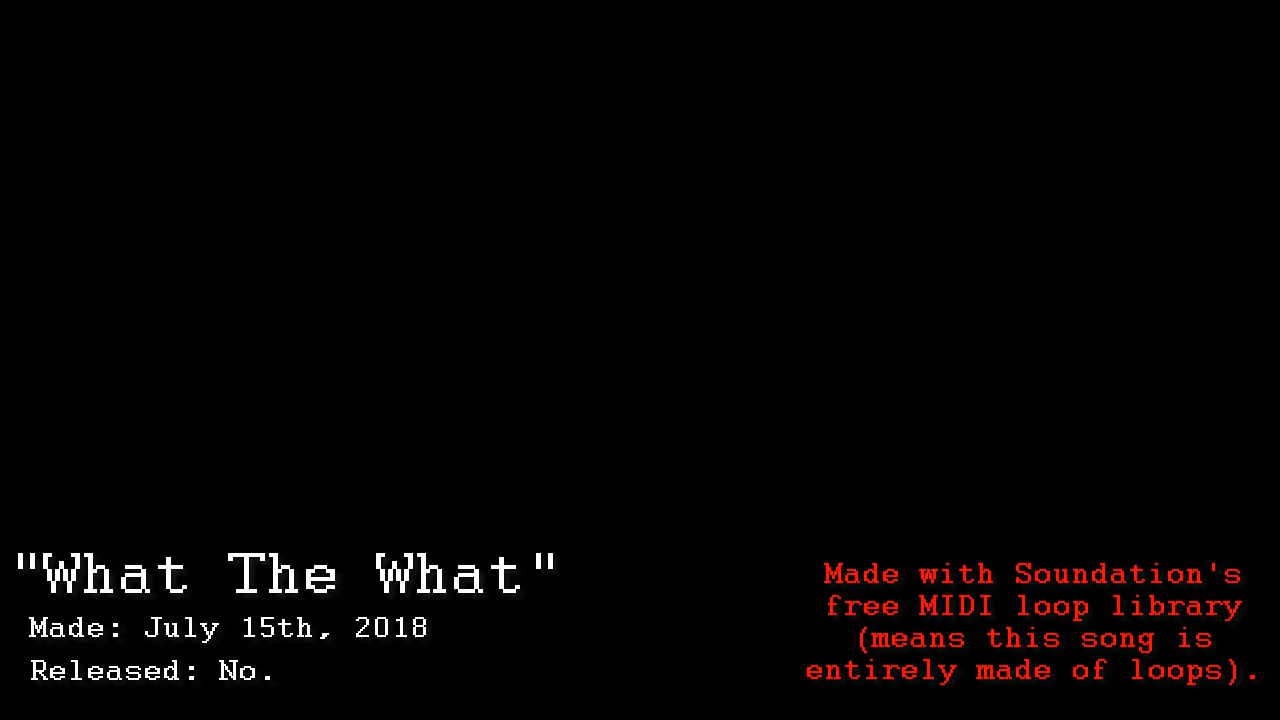 "What The What"
Made: July 15th, 2018
Released: No.
Made with Soundation's
free MIDI loop library
(means this song is
entirely made of loops).